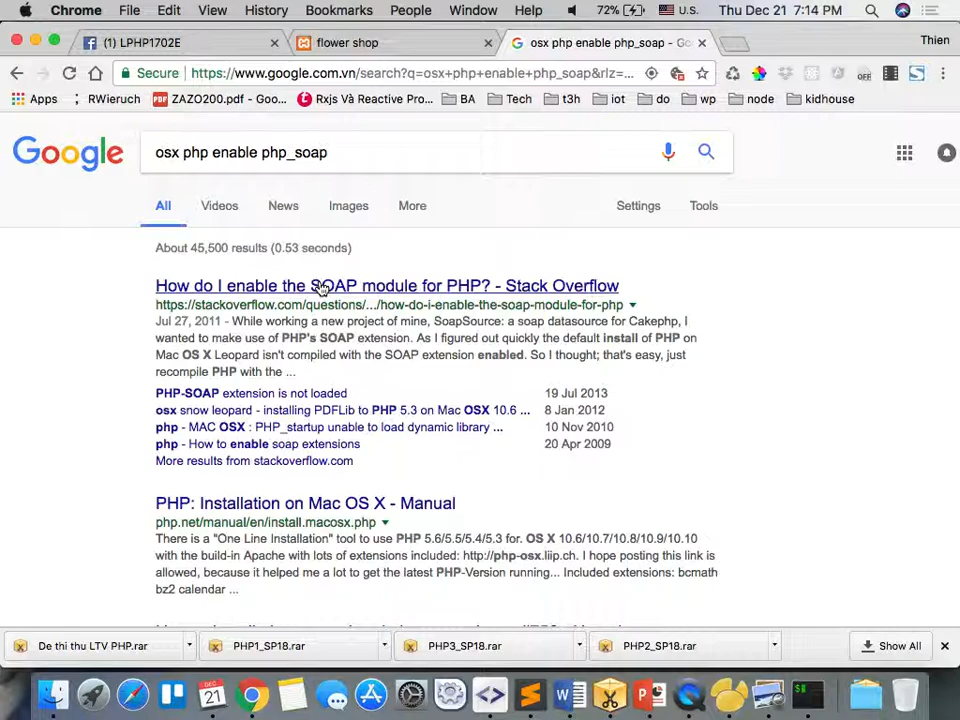 Chrome File Edit View History Bookmarks People Window Help 72% U.S. Thu Dec 21 7:14 PM
(1) LPHP1702E
flower shop
osx php enable php_soap - Go
Thien
Secure https://www.google.com.vn/search?q=osx+php+enable+php_soap&rlz=...
OFF
Apps RWieruch ZAZO200.pdf - Goo... Rxjs Và Reactive Pro... BA Tech t3h iot do wp node kidhouse
Google
osx php enable php_soap
All Videos News Images More Settings Tools
About 45,500 results (0.53 seconds)
How do I enable the SOAP module for PHP? - Stack Overflow
https://stackoverflow.com/questions/.../how-do-i-enable-the-soap-module-for-php
Jul 27, 2011 - While working a new project of mine, SoapSource: a soap datasource for Cakephp, I
wanted to make use of PHP's SOAP extension. As I figured out quickly the default install of PHP on
Mac OS X Leopard isn't compiled with the SOAP extension enabled. So I thought; that's easy, just
recompile PHP with the ...
PHP-SOAP extension is not loaded 19 Jul 2013
osx snow leopard - installing PDFLib to PHP 5.3 on Mac OSX 10.6 ... 8 Jan 2012
php - MAC OSX : PHP_startup unable to load dynamic library ... 10 Nov 2010
php - How to enable soap extensions 20 Apr 2009
More results from stackoverflow.com
PHP: Installation on Mac OS X - Manual
php.net/manual/en/install.macosx.php
There is a "One Line Installation" tool to use PHP 5.6/5.5/5.4/5.3 for. OS X 10.6/10.7/10.8/10.9/10.10
with the build-in Apache with lots of extensions included: http://php-osx.liip.ch. I hope posting this link is
allowed, because it helped me a lot to get the latest PHP-Version running... Included extensions: bcmath
bz2 calendar ...
De thi thu LTV PHP.rar PHP1_SP18.rar PHP3_SP18.rar PHP2_SP18.rar Show All